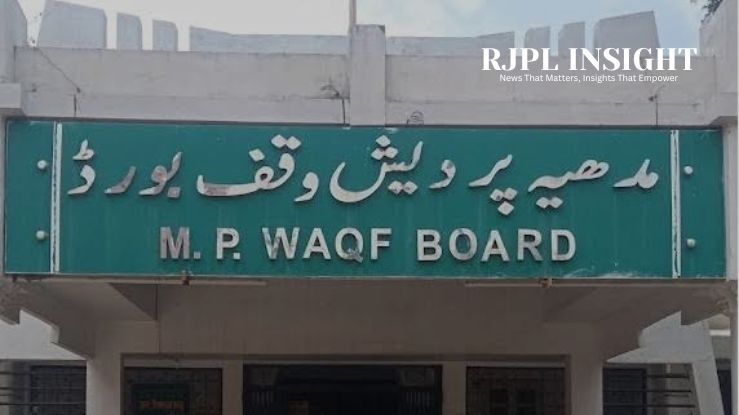 RJPL INSIGHT
News That Matters, Insights That Empower
مدھیہ پردیش وقف بورڈ
M. P. WAQF BOARD